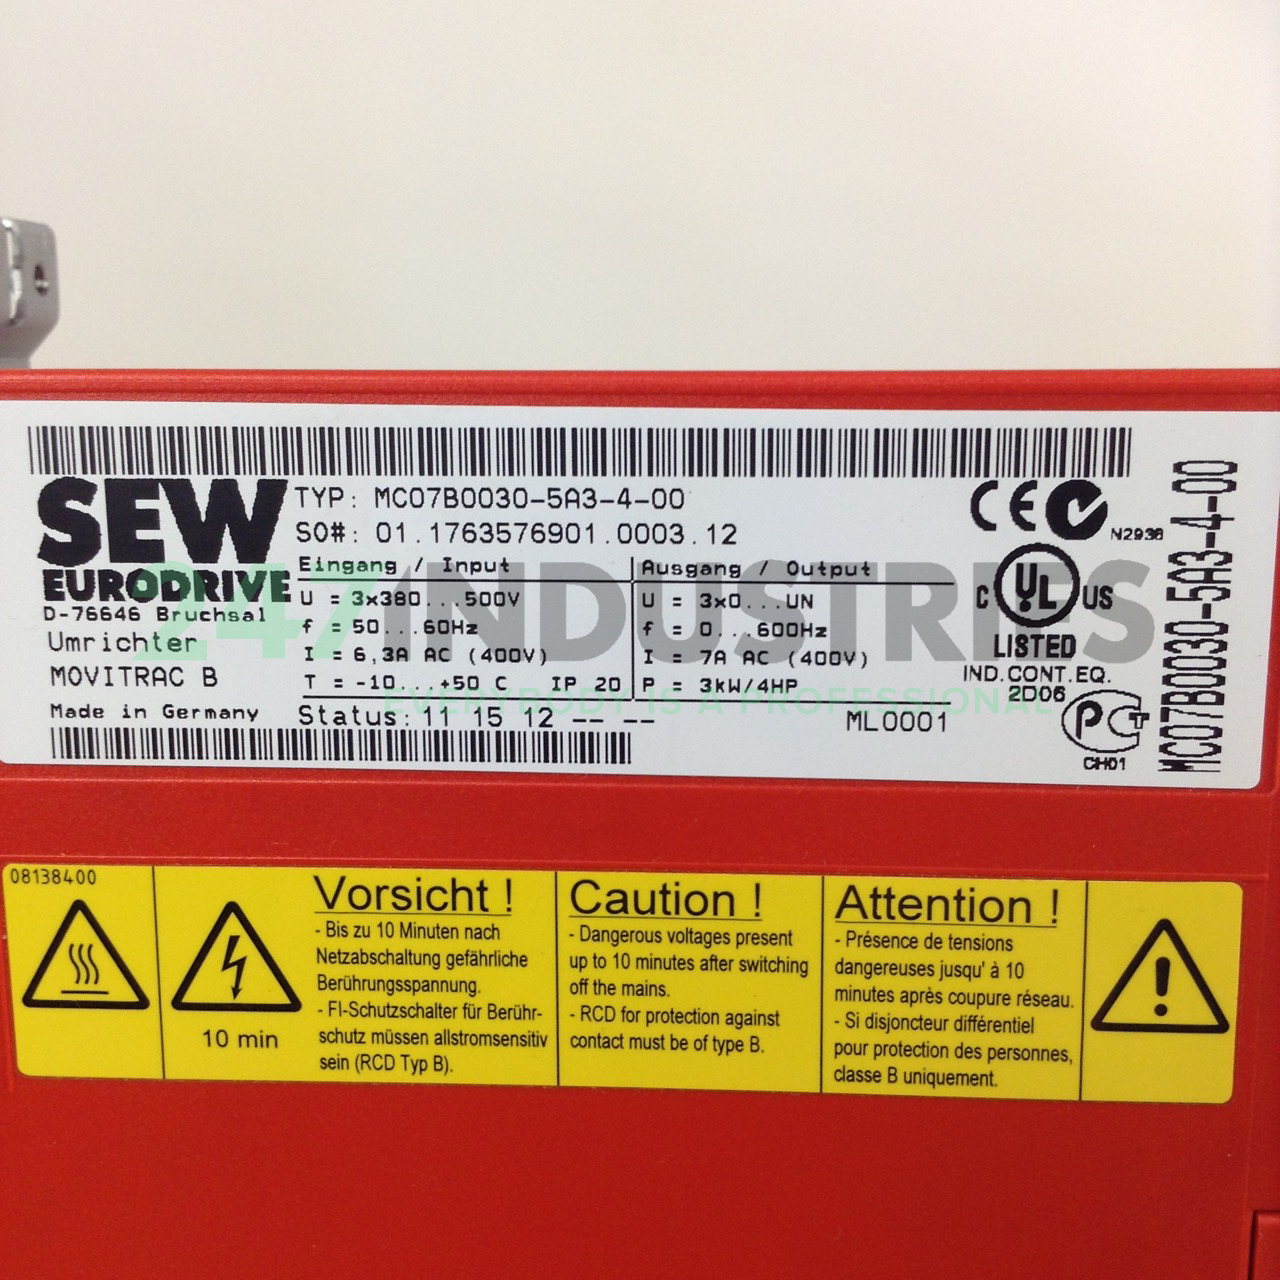 SEW
EURODRIVE
D-76646 Bruchsal
Umrichter
MOVITRAC B
Made in Germany
TYP: MC07B0030-5A3-4-00
SO#: 01.1763576901.0003.12
Eingang / Input
U = 3x380...500V
f = 50...60Hz
I = 6,3A AC (400V)
T = -10...+50 C IP 20
Ausgang / Output
U = 3x0...UN
f = 0...600Hz
I = 7A AC (400V)
P = 3kW/4HP
Status: 11 15 12 -- --
ML0001
CE
N2936
C UL US
LISTED
IND.CONT.EQ.
2D06
PCT
CH01
MC07B0030-5A3-4-00
247INDUSTRIES
EVERYBODY IS A PROFESSIONAL
08138400
10 min
Vorsicht !
- Bis zu 10 Minuten nach
Netzabschaltung gefährliche
Berührungsspannung.
- FI-Schutzschalter für Berühr-
schutz müssen allstromsensitiv
sein (RCD Typ B).
Caution !
- Dangerous voltages present
up to 10 minutes after switching
off the mains.
- RCD for protection against
contact must be of type B.
Attention !
- Présence de tensions
dangereuses jusqu' à 10
minutes après coupure réseau.
- Si disjoncteur différentiel
pour protection des personnes,
classe B uniquement.